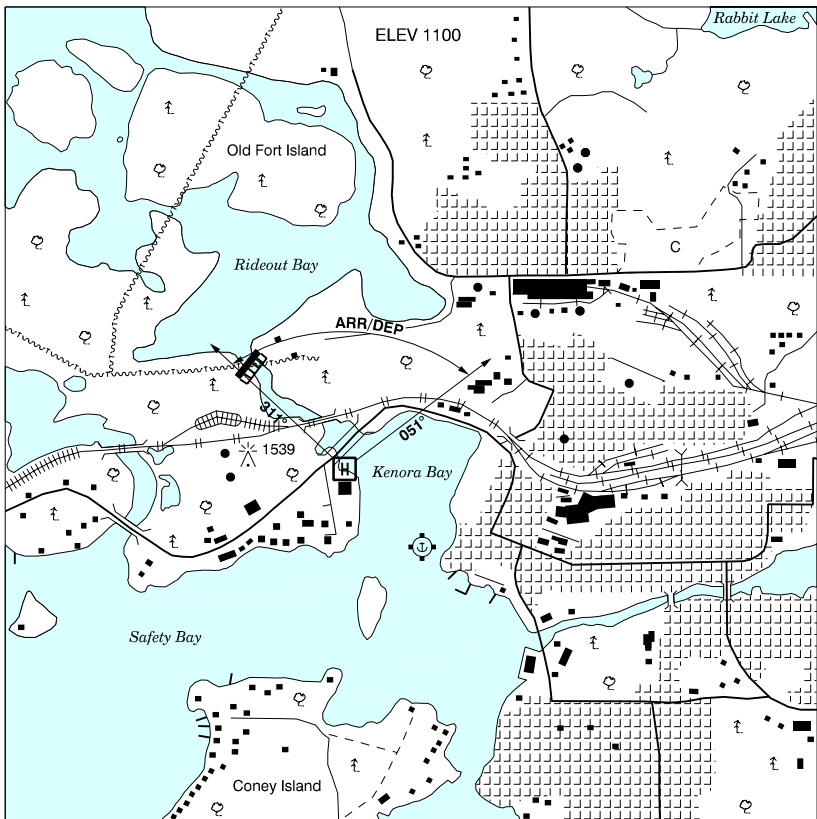 Rabbit Lake
ELEV 1100
Old Fort Island
C
Rideout Bay
ARR/DEP
311°
051°
1539
H
Kenora Bay
Safety Bay
Coney Island